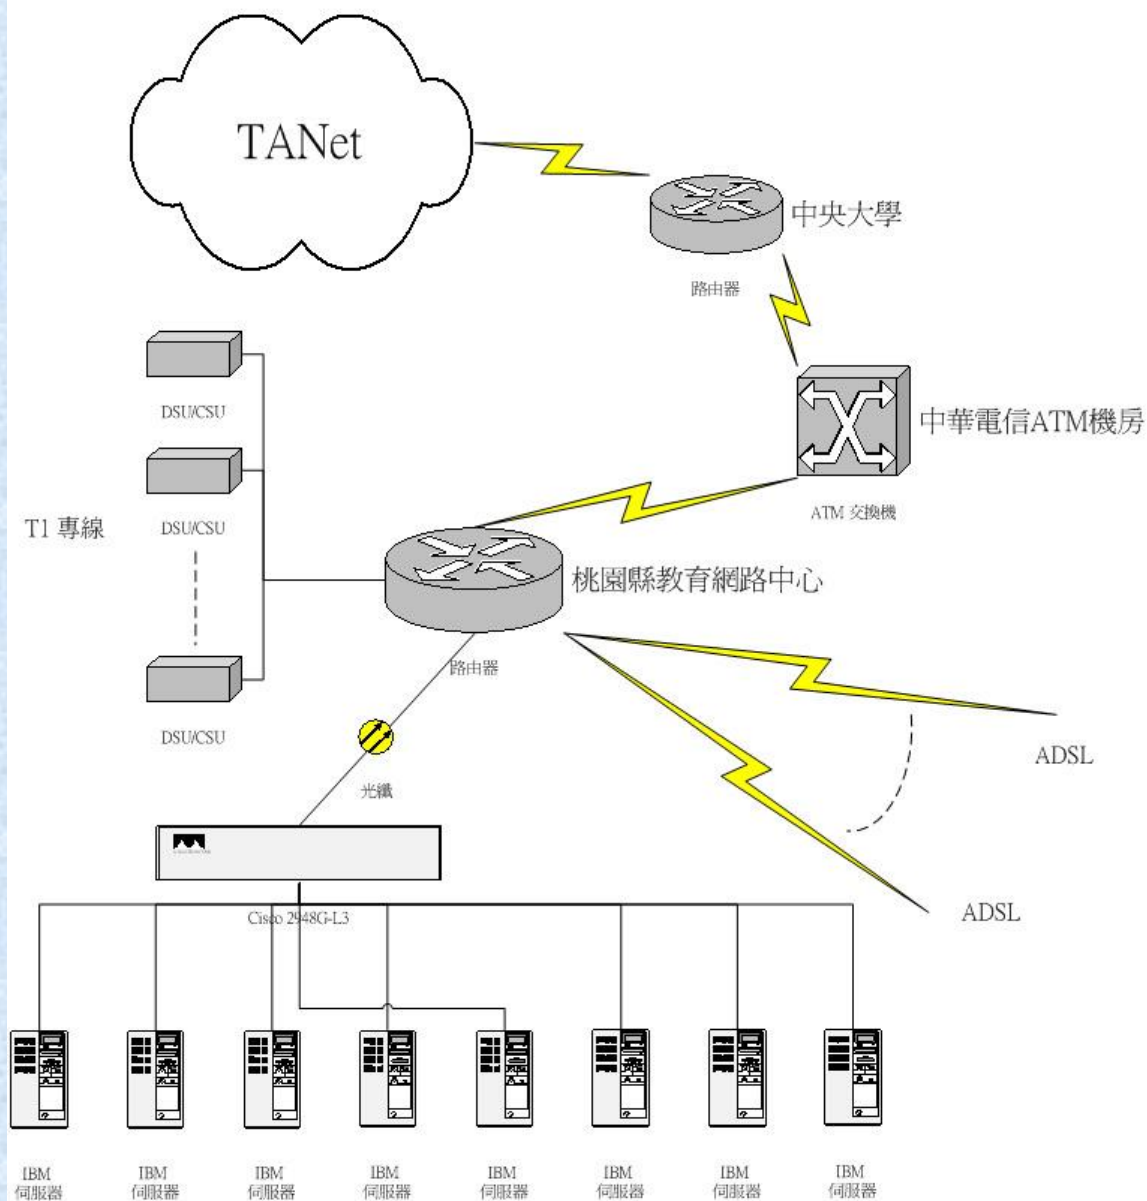 TANet
中央大學
路由器
DSU/CSU
中華電信ATM機房
ATM 交換機
T1 專線
DSU/CSU
桃園縣教育網路中心
路由器
DSU/CSU
ADSL
光纖
Cisco 2948G-L3
ADSL
IBM
伺服器
IBM
伺服器
IBM
伺服器
IBM
伺服器
IBM
伺服器
IBM
伺服器
IBM
伺服器
IBM
伺服器